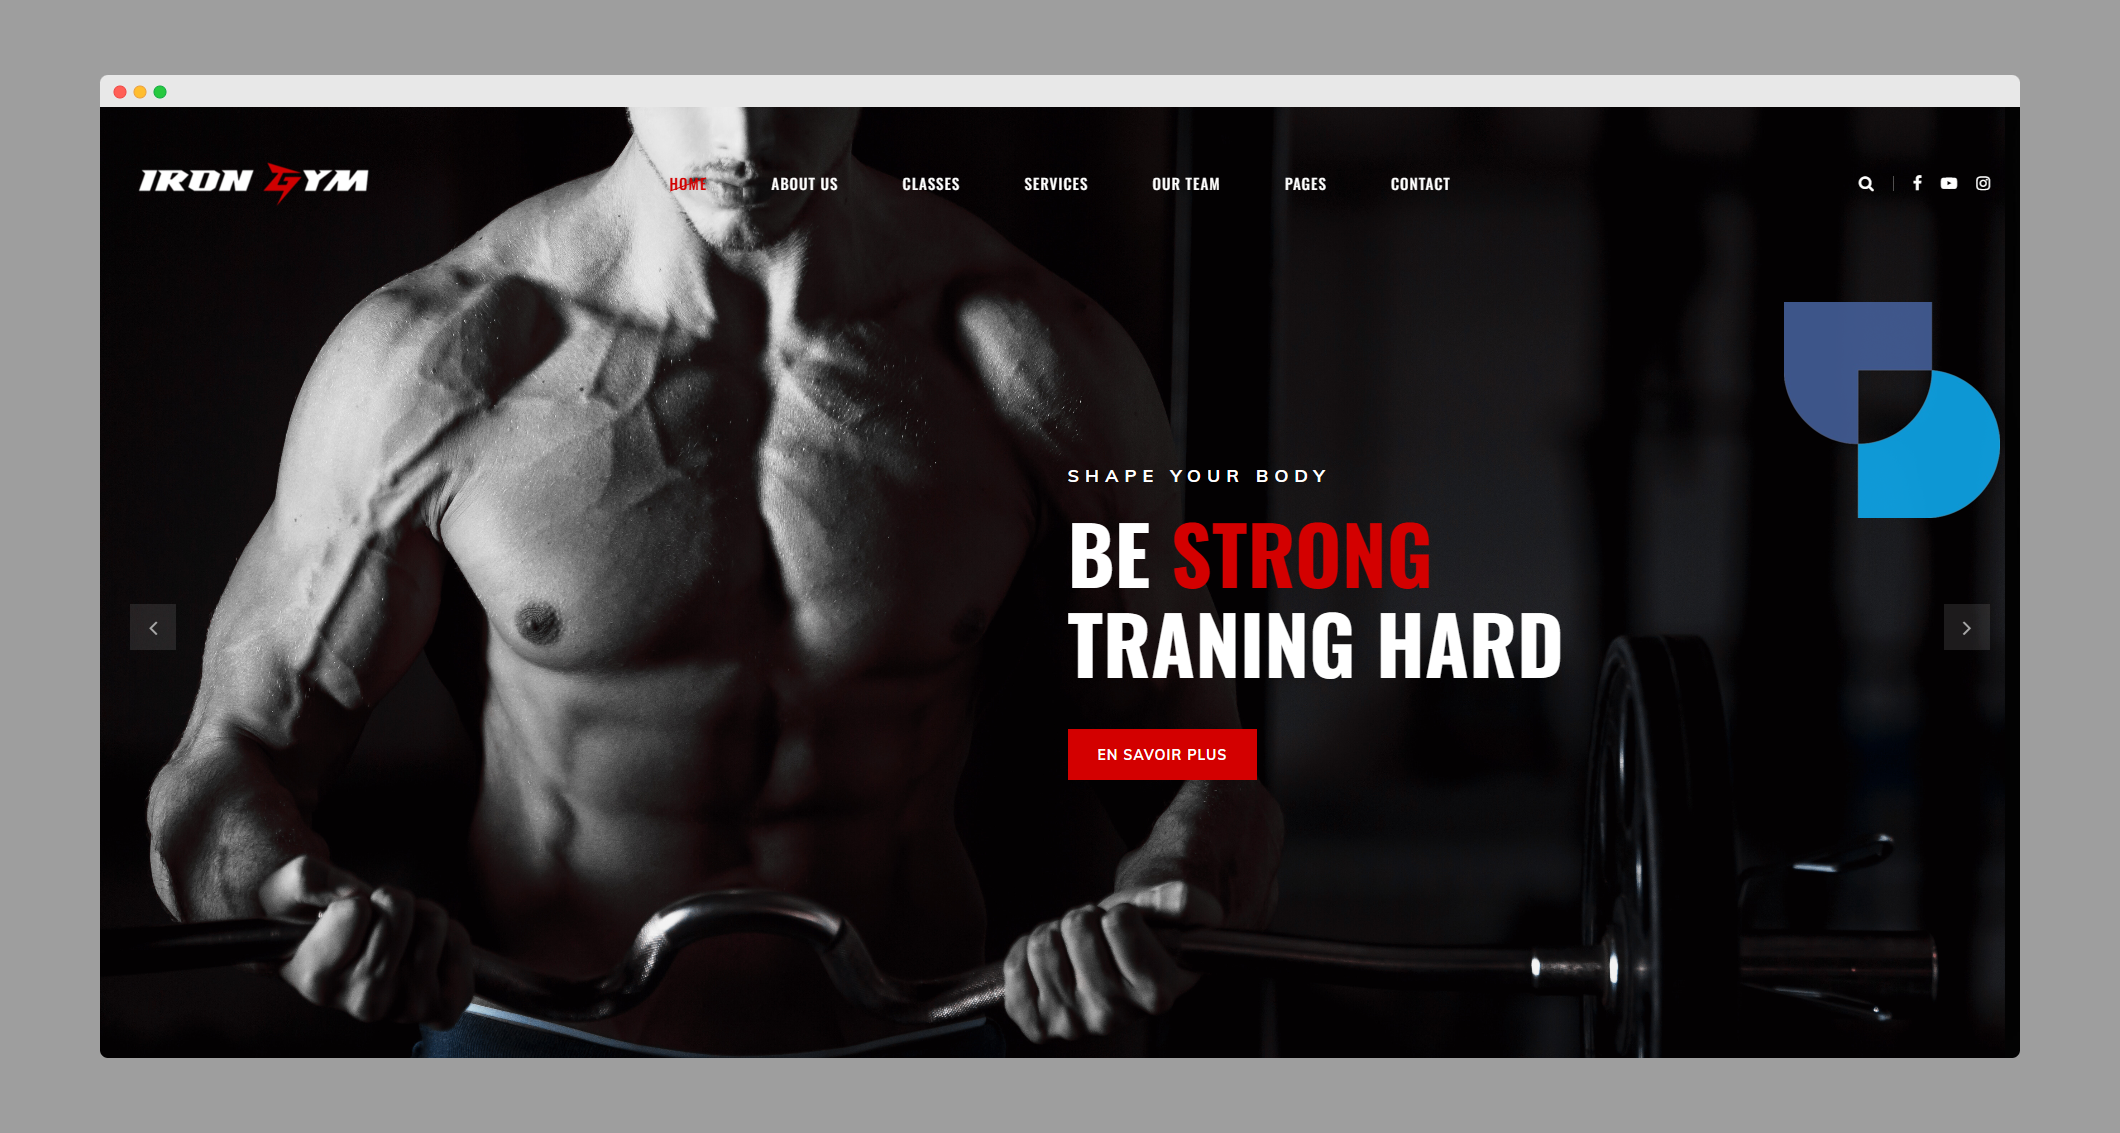 IRON GYM
HOME ABOUT US CLASSES SERVICES OUR TEAM PAGES CONTACT
SHAPE YOUR BODY
BE STRONG
TRANING HARD
EN SAVOIR PLUS